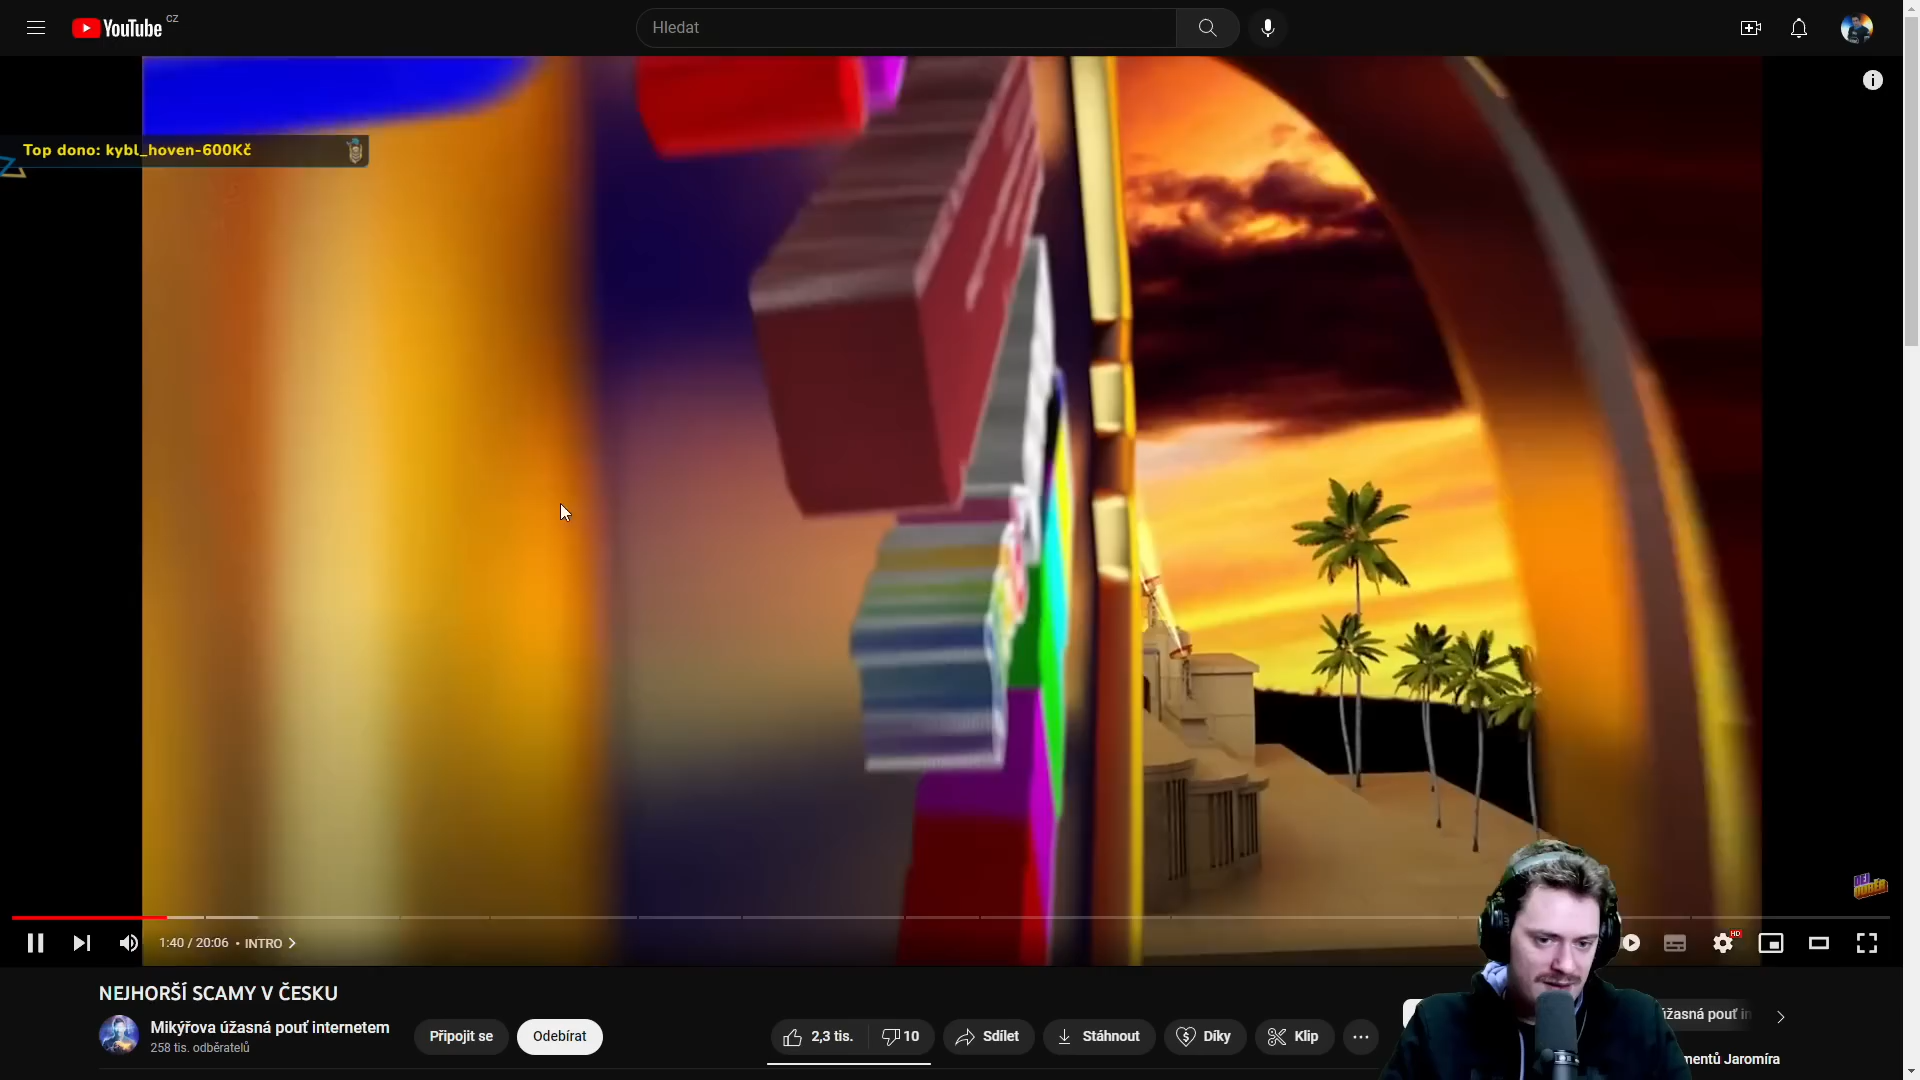 YouTube CZ
Hledat
Top dono: kybl_hoven-600Kč
1:40 / 20:06 • INTRO
HD
NEJHORŠÍ SCAMY V ČESKU
Mikýřova úžasná pouť internetem
258 tis. odběratelů
Připojit se
Odebírat
2,3 tis.
10
Sdílet
Stáhnout
Díky
Klip
úžasná pouť in
mentů Jaromíra